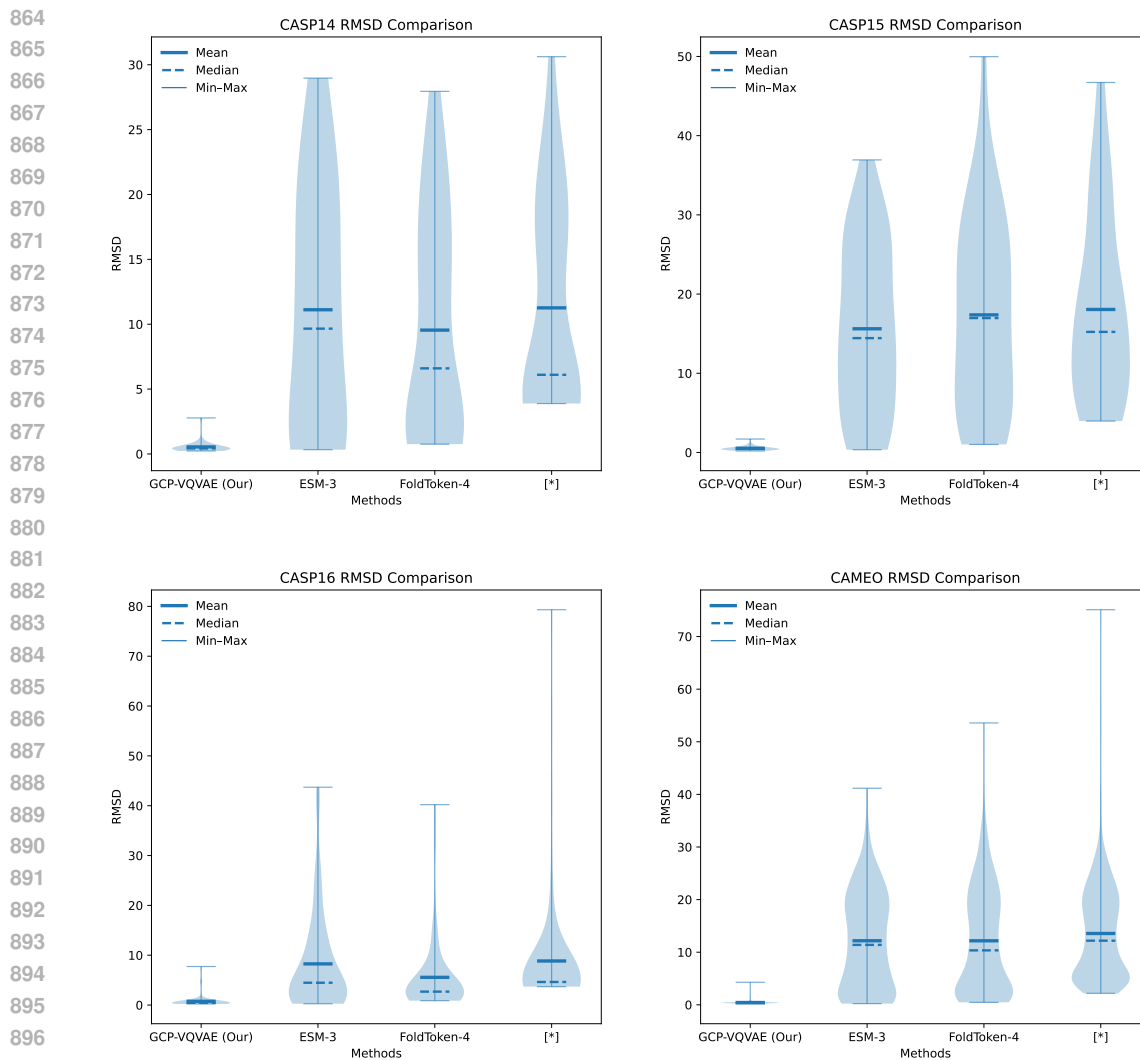 864
865
866
867
868
869
870
871
872
873
874
875
876
877
878
879
880
881
882
883
884
885
886
887
888
889
890
891
892
893
894
895
896
CASP14 RMSD Comparison
Mean
Median
Min–Max
30
25
20
15
10
5
0
RMSD
GCP-VQVAE (Our) ESM-3 FoldToken-4 [*]
Methods
CASP15 RMSD Comparison
Mean
Median
Min–Max
50
40
30
20
10
0
RMSD
GCP-VQVAE (Our) ESM-3 FoldToken-4 [*]
Methods
CASP16 RMSD Comparison
Mean
Median
Min–Max
80
70
60
50
40
30
20
10
0
RMSD
GCP-VQVAE (Our) ESM-3 FoldToken-4 [*]
Methods
CAMEO RMSD Comparison
Mean
Median
Min–Max
70
60
50
40
30
20
10
0
RMSD
GCP-VQVAE (Our) ESM-3 FoldToken-4 [*]
Methods